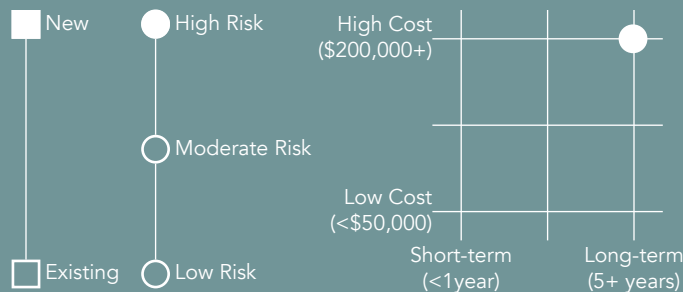 New
Existing
High Risk
Moderate Risk
Low Risk
High Cost
($200,000+)
Low Cost
(<$50,000)
Short-term
(<1year)
Long-term
(5+ years)